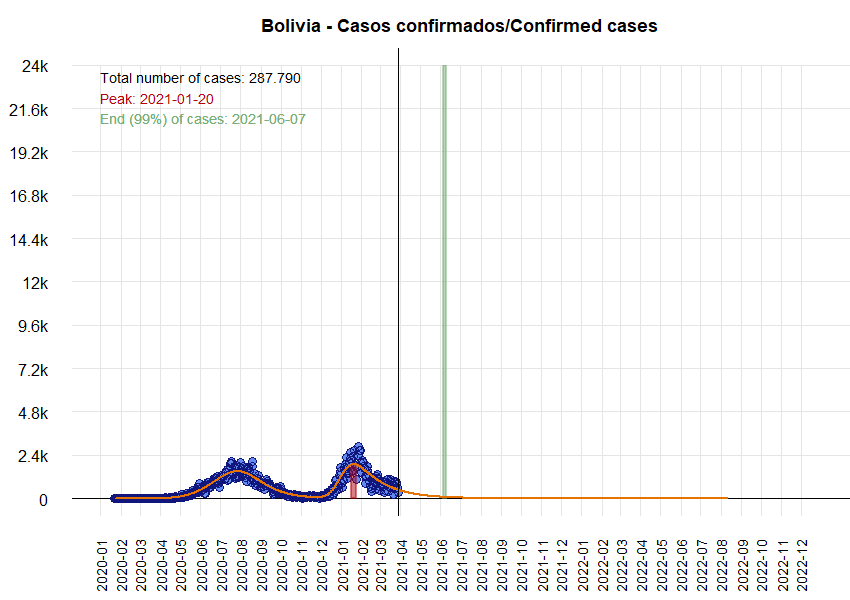 Bolivia - Casos confirmados/Confirmed cases
24k
21.6k
19.2k
16.8k
14.4k
12k
9.6k
7.2k
4.8k
2.4k
0
Total number of cases: 287.790
Peak: 2021-01-20
End (99%) of cases: 2021-06-07
2020-01
2020-02
2020-03
2020-04
2020-05
2020-06
2020-07
2020-08
2020-09
2020-10
2020-11
2020-12
2021-01
2021-02
2021-03
2021-04
2021-05
2021-06
2021-07
2021-08
2021-09
2021-10
2021-11
2021-12
2022-01
2022-02
2022-03
2022-04
2022-05
2022-06
2022-07
2022-08
2022-09
2022-10
2022-11
2022-12